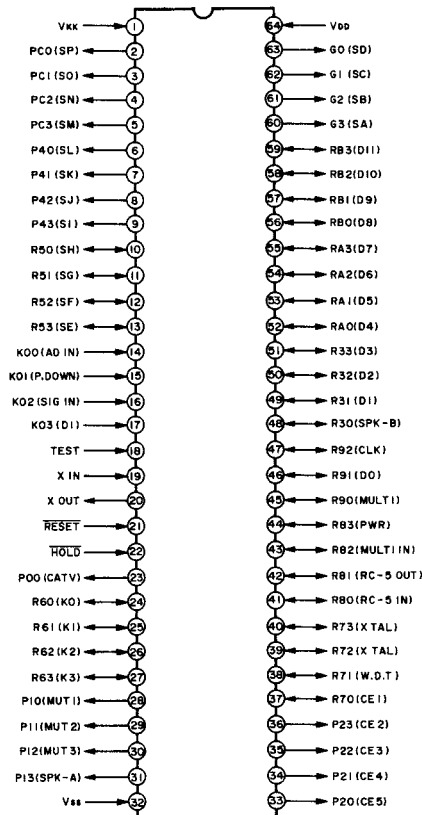 VKK 1 64 VDD
PC0(SP) 2 63 G0(SD)
PC1(SO) 3 62 G1(SC)
PC2(SN) 4 61 G2(SB)
PC3(SM) 5 60 G3(SA)
P40(SL) 6 59 RB3(D11)
P41(SK) 7 58 RB2(D10)
P42(SJ) 8 57 RB1(D9)
P43(SI) 9 56 RB0(D8)
R50(SH) 10 55 RA3(D7)
R51(SG) 11 54 RA2(D6)
R52(SF) 12 53 RA1(D5)
R53(SE) 13 52 RA0(D4)
K00(AD IN) 14 51 R33(D3)
K01(P.DOWN) 15 50 R32(D2)
K02(SIG IN) 16 49 R31(D1)
K03(D1) 17 48 R30(SPK-B)
TEST 18 47 R92(CLK)
X IN 19 46 R91(DO)
X OUT 20 45 R90(MULTI)
RESET 21 44 R83(PWR)
HOLD 22 43 R82(MULTI IN)
P00(CATV) 23 42 R81(RC-5 OUT)
R60(K0) 24 41 R80(RC-5 IN)
R61(K1) 25 40 R73(X TAL)
R62(K2) 26 39 R72(X TAL)
R63(K3) 27 38 R71(W.D.T)
P10(MUT1) 28 37 R70(CE1)
P11(MUT2) 29 36 P23(CE2)
P12(MUT3) 30 35 P22(CE3)
P13(SPK-A) 31 34 P21(CE4)
Vss 32 33 P20(CE5)